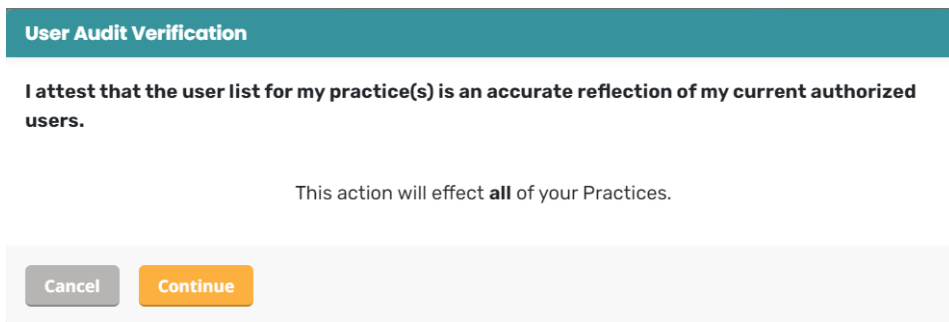 User Audit Verification
I attest that the user list for my practice(s) is an accurate reflection of my current authorized
users.
This action will effect all of your Practices.
Cancel
Continue